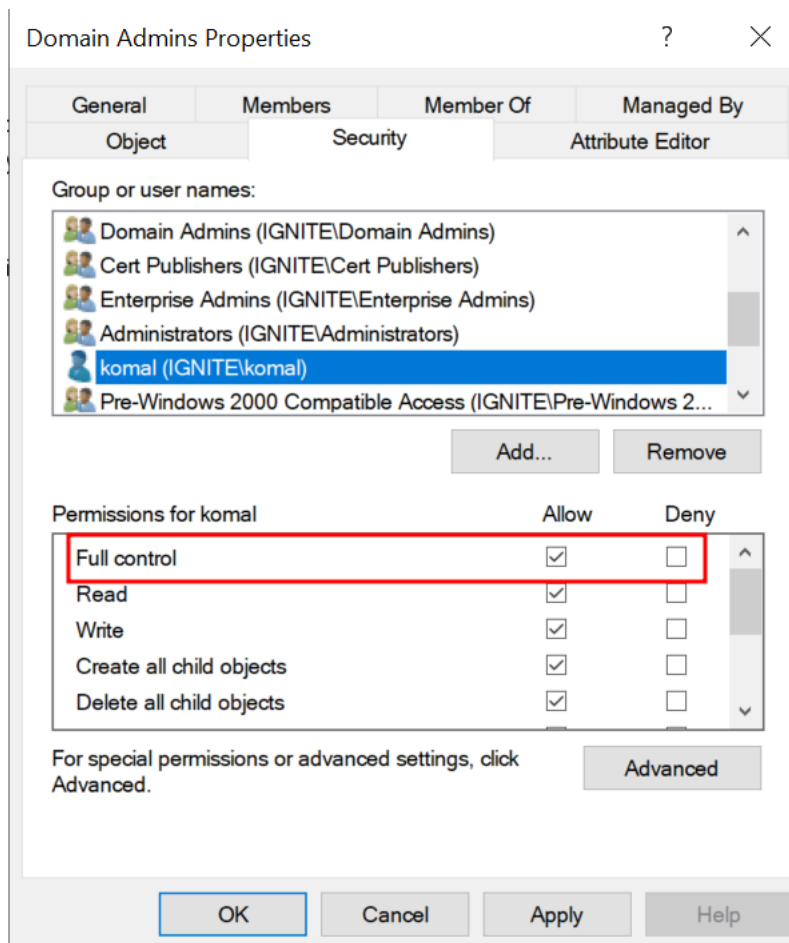 Domain Admins Properties ?
General Members Member Of Managed By
Object Security Attribute Editor
Group or user names:
Domain Admins (IGNITE\Domain Admins)
Cert Publishers (IGNITE\Cert Publishers)
Enterprise Admins (IGNITE\Enterprise Admins)
Administrators (IGNITE\Administrators)
komal (IGNITE\komal)
Pre-Windows 2000 Compatible Access (IGNITE\Pre-Windows 2...
Add... Remove
Permissions for komal Allow Deny
Full control
Read
Write
Create all child objects
Delete all child objects
For special permissions or advanced settings, click
Advanced.
Advanced
OK Cancel Apply Help